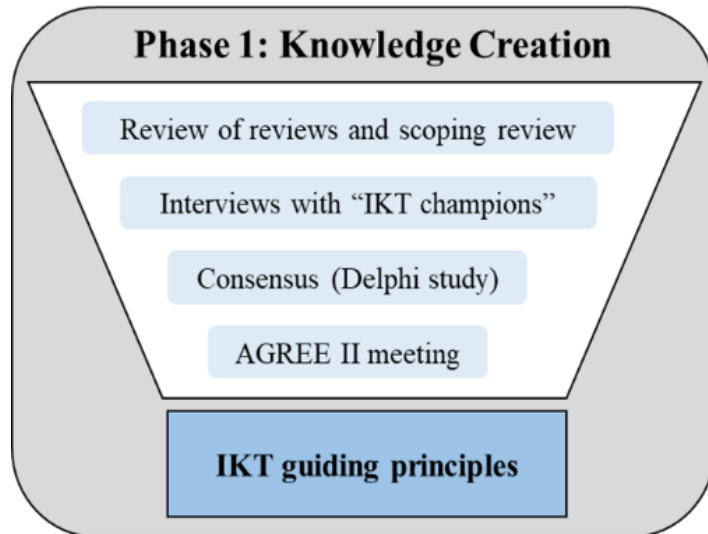 Phase 1: Knowledge Creation
Review of reviews and scoping review
Interviews with “IKT champions”
Consensus (Delphi study)
AGREE II meeting
IKT guiding principles